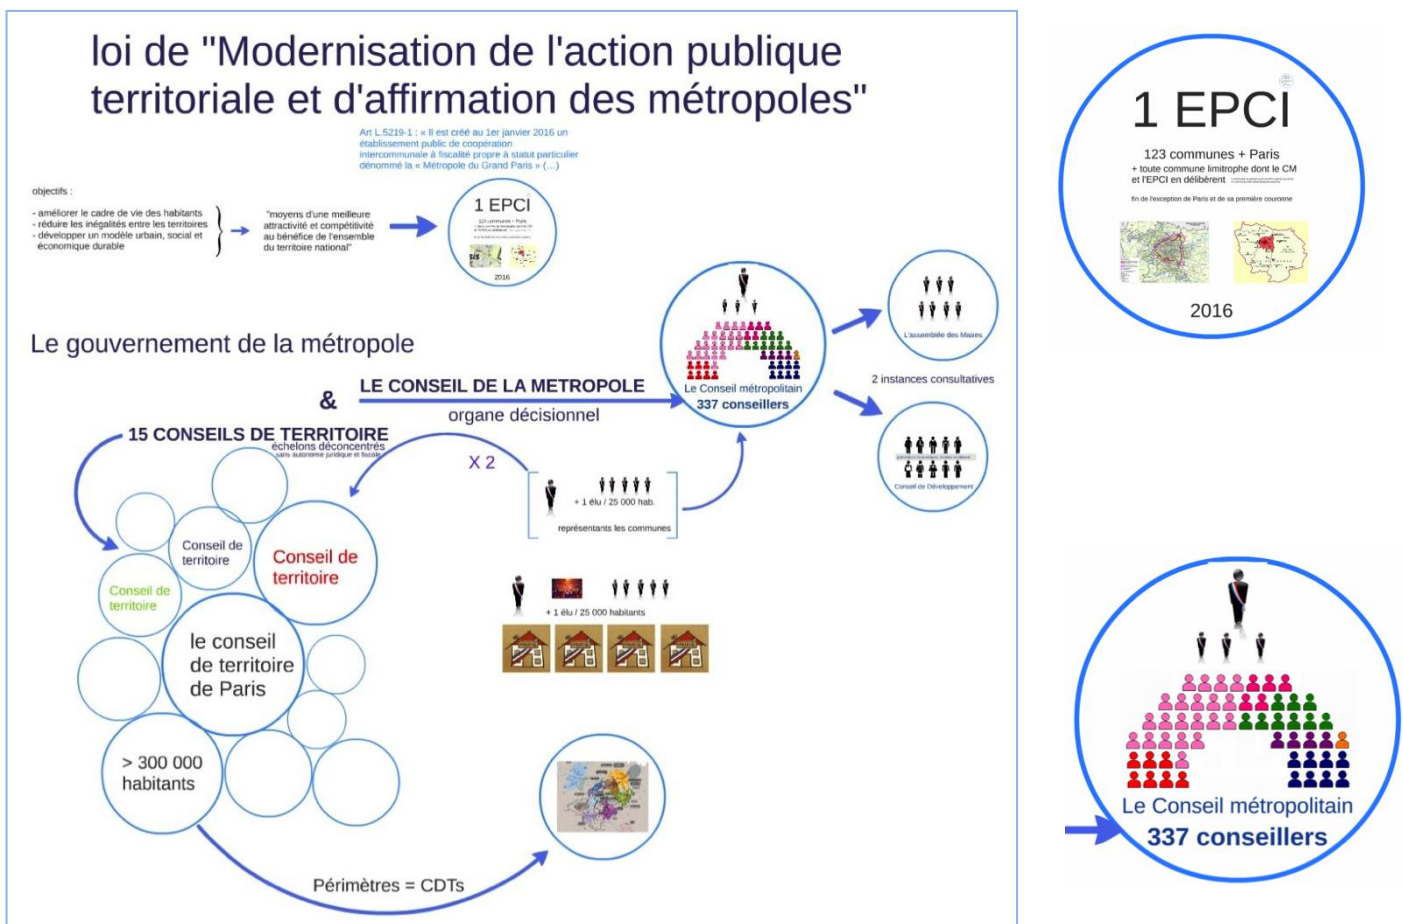 loi de "Modernisation de l'action publique
territoriale et d'affirmation des métropoles"
Art L.5219-1 : « Il est créé au 1er janvier 2016 un
établissement public de coopération
intercommunale à fiscalité propre à statut particulier
dénommé la « Métropole du Grand Paris » (…)
objectifs :
- améliorer le cadre de vie des habitants
- réduire les inégalités entre les territoires
- développer un modèle urbain, social et
économique durable
"moyens d'une meilleure
attractivité et compétitivité
au bénéfice de l'ensemble
du territoire national"
1 EPCI
123 communes + Paris
2016
Le gouvernement de la métropole
&
LE CONSEIL DE LA METROPOLE
organe décisionnel
15 CONSEILS DE TERRITOIRE
échelons déconcentrés
sans autonomie juridique et fiscale
X 2
+ 1 élu / 25 000 hab.
représentants les communes
Le Conseil métropolitain
337 conseillers
L'assemblée des Maires
2 instances consultatives
Conseil de Développement
Conseil de
territoire
Conseil de
territoire
Conseil de
territoire
le conseil
de territoire
de Paris
> 300 000
habitants
+ 1 élu / 25 000 habitants
Périmètres = CDTs
1 EPCI
123 communes + Paris
+ toute commune limitrophe dont le CM
et l'EPCI en délibèrent
fin de l'exception de Paris et de sa première couronne
2016
Le Conseil métropolitain
337 conseillers